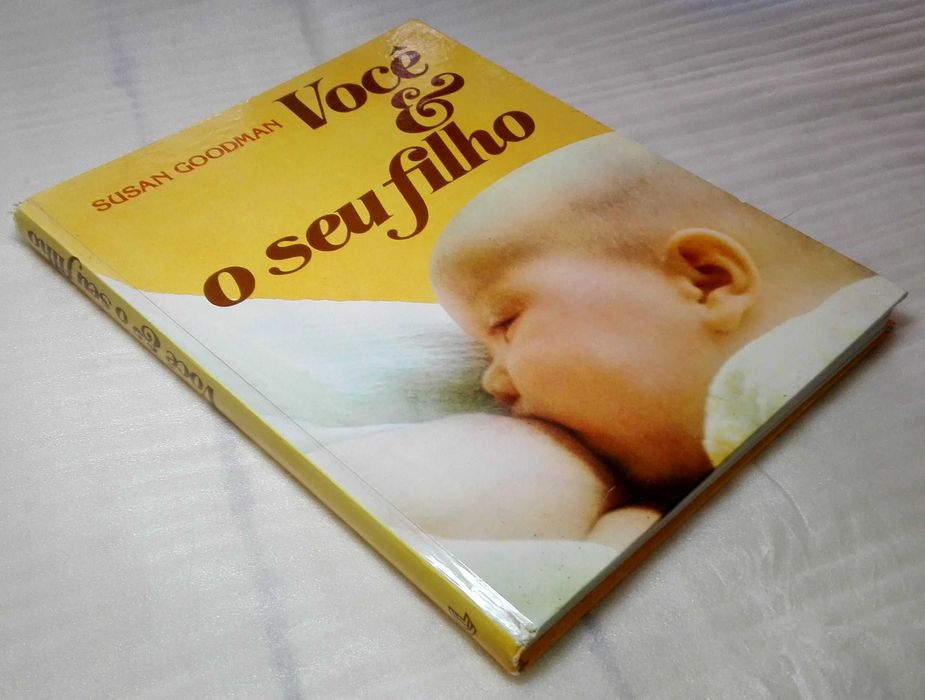 SUSAN GOODMAN
Você
&
o seu filho
Você & o seu filho